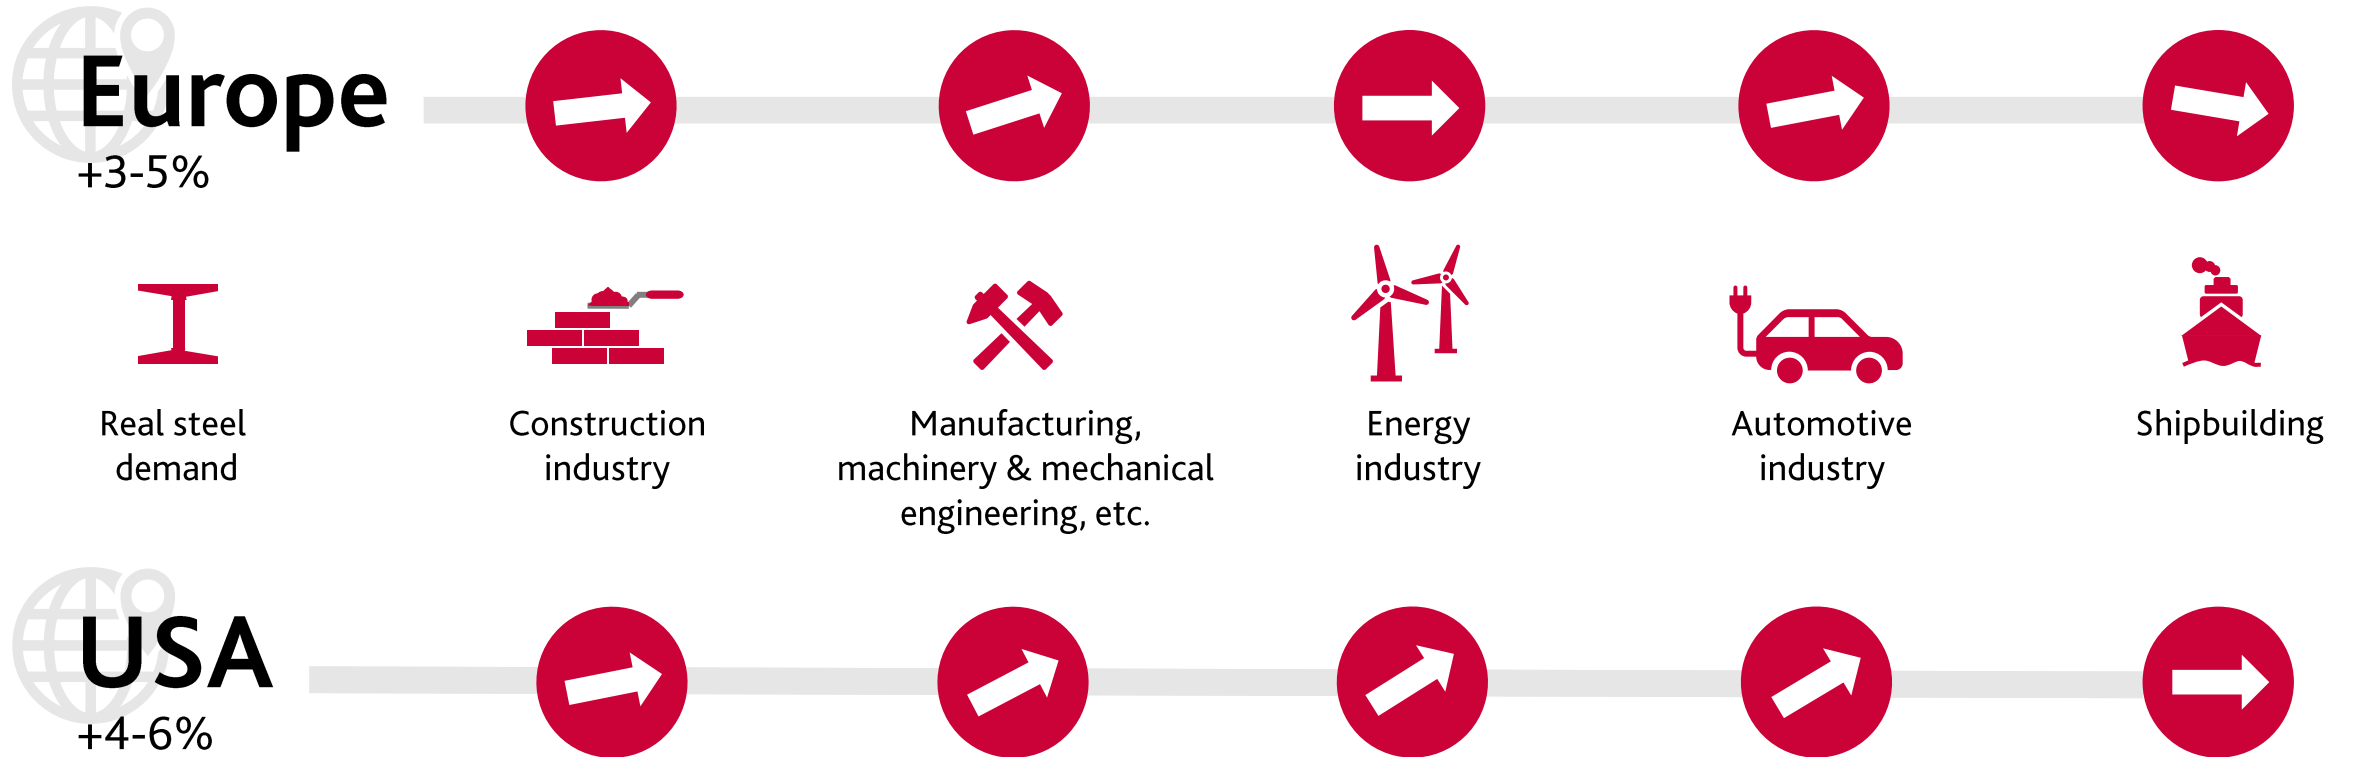 Europe
+3-5%
Real steel
demand
Construction
industry
Manufacturing,
machinery & mechanical
engineering, etc.
Energy
industry
Automotive
industry
Shipbuilding
USA
+4-6%